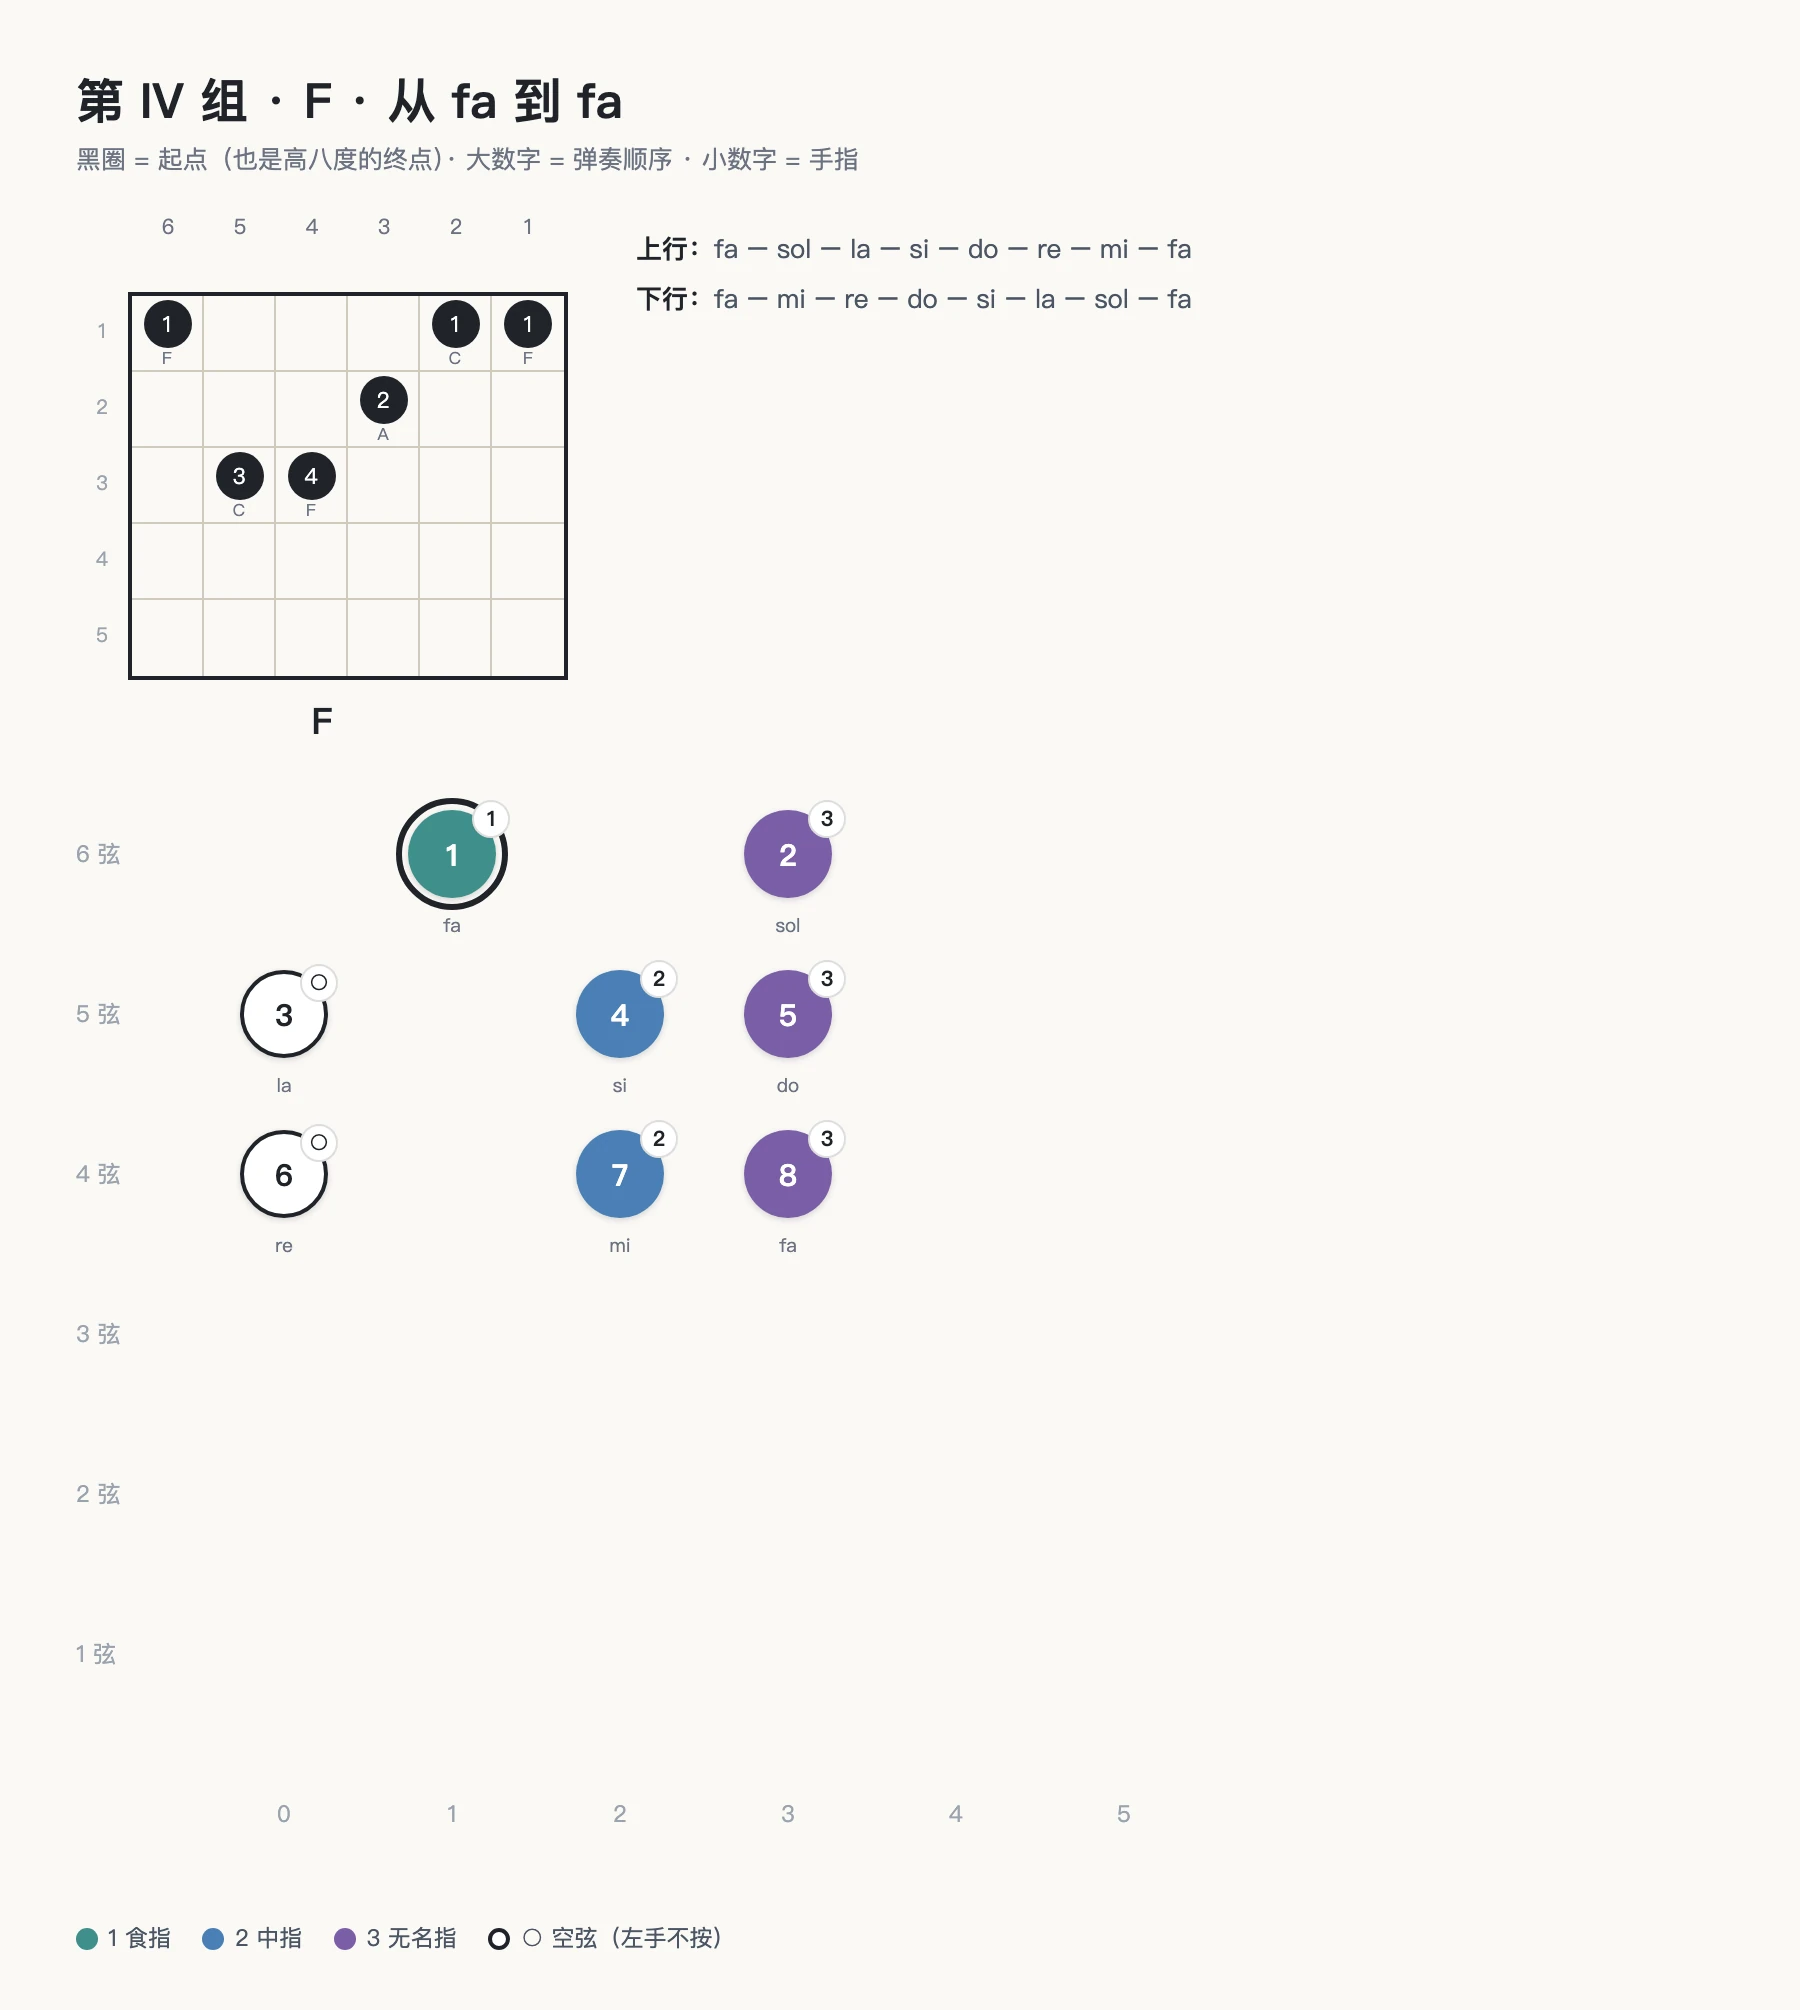 第 IV 组 · F · 从 fa 到 fa
黑圈 = 起点（也是高八度的终点）· 大数字 = 弹奏顺序 · 小数字 = 手指
6 5 4 3 2 1
上行：fa — sol — la — si — do — re — mi — fa
下行：fa — mi — re — do — si — la — sol — fa
1 1 1 1
F C F
2 2
A
3 3 4
C F
4
5
F
6 弦 1 1 2 3
fa sol
5 弦 3 ○ 4 2 5 3
la si do
4 弦 6 ○ 7 2 8 3
re mi fa
3 弦
2 弦
1 弦
0 1 2 3 4 5
1 食指 2 中指 3 无名指 ○ 空弦（左手不按）